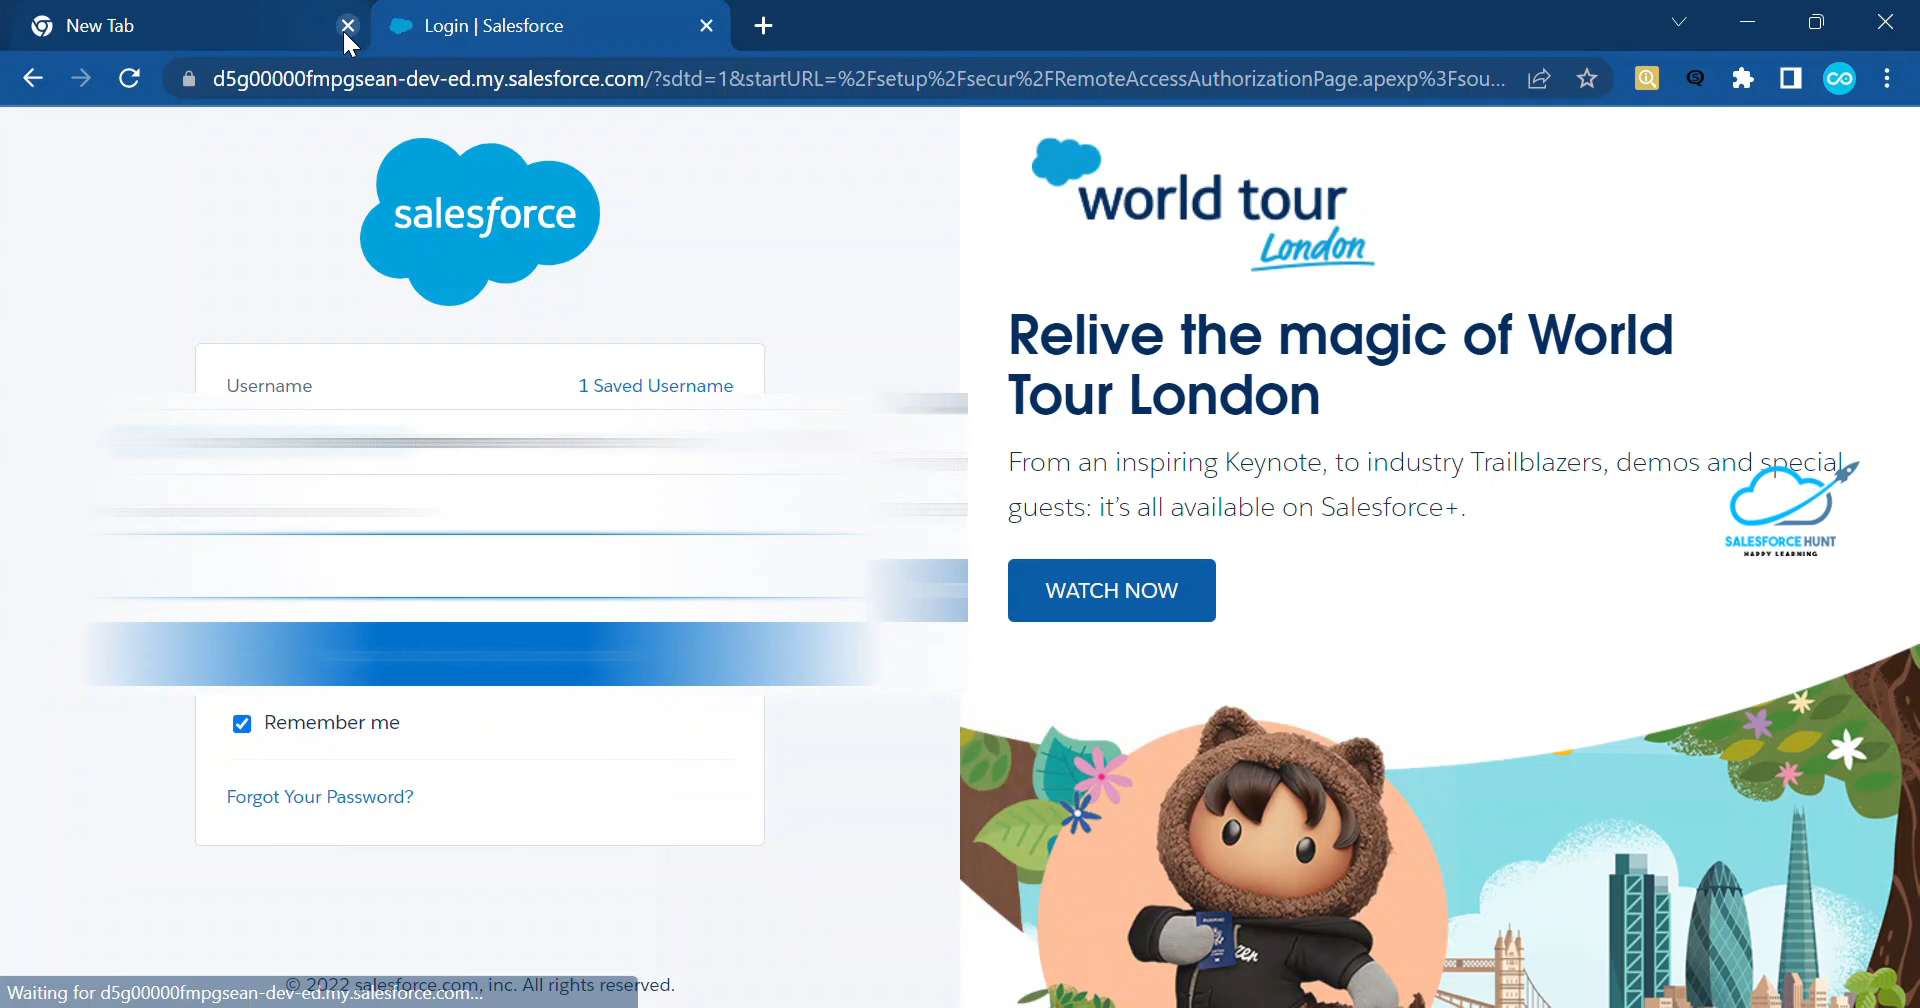 New Tab
Login | Salesforce
d5g00000fmpgsean-dev-ed.my.salesforce.com/?sdtd=1&startURL=%2Fsetup%2Fsecur%2FRemoteAccessAuthorizationPage.apexp%3Fsou...
salesforce
Username
1 Saved Username
Remember me
Forgot Your Password?
© 2022 salesforce.com, inc. All rights reserved.
Waiting for d5g00000fmpgsean-dev-ed.my.salesforce.com...
world tour
London
Relive the magic of World
Tour London
From an inspiring Keynote, to industry Trailblazers, demos and special
guests: it's all available on Salesforce+.
SALESFORCE HUNT
HAPPY LEARNING
WATCH NOW
PASSPORT